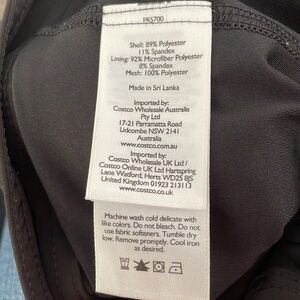 PR5700
Shell: 89% Polyester
11% Spandex
Lining: 92% Microfiber Polyester
8% Spandex
Mesh: 100% Polyester
Made in Sri Lanka
Imported by:
Costco Wholesale Australia
Pty Ltd
17-21 Parramatta Road
Lidcombe NSW 2141
Australia
www.costco.com.au
Imported by:
Costco Wholesale UK Ltd /
Costco Online UK Ltd Hartspring
Lane Watford, Herts WD25 8JS
United Kingdom 01923 213113
www.costco.co.uk
Machine wash cold delicate with
like colors. Do not bleach. Do not
use fabric softeners. Tumble dry
low. Remove promptly. Cool iron
as desired.